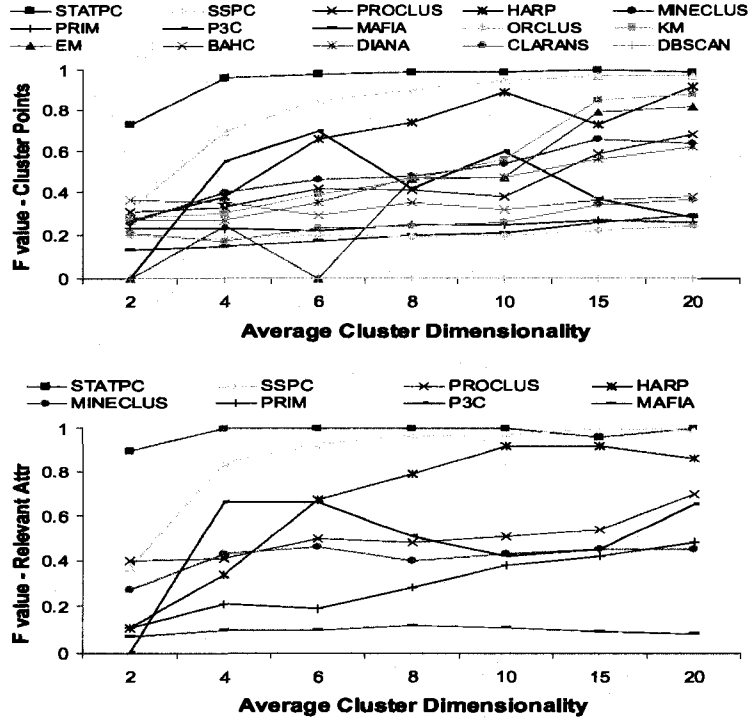 STATPC SSPC PROCLUS HARP MINECLUS
PRIM P3C MAFIA ORCLUS KM
EM BAHC DIANA CLARANS DBSCAN
F value - Cluster Points
1
0.8
0.6
0.4
0.2
0
2 4 6 8 10 15 20
Average Cluster Dimensionality
STATPC SSPC PROCLUS HARP
MINECLUS PRIM P3C MAFIA
F value - Relevant Attr
1
0.8
0.6
0.4
0.2
0
2 4 6 8 10 15 20
Average Cluster Dimensionality